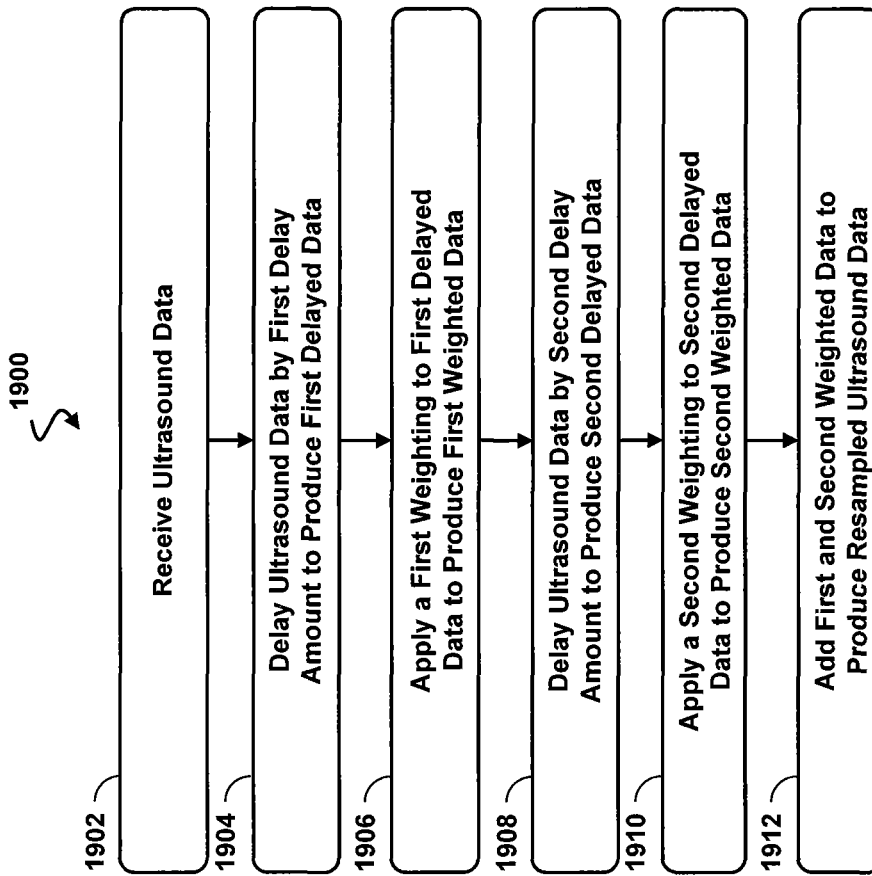 1900
1902
Receive Ultrasound Data
1904
Delay Ultrasound Data by First Delay
Amount to Produce First Delayed Data
1906
Apply a First Weighting to First Delayed
Data to Produce First Weighted Data
1908
Delay Ultrasound Data by Second Delay
Amount to Produce Second Delayed Data
1910
Apply a Second Weighting to Second Delayed
Data to Produce Second Weighted Data
1912
Add First and Second Weighted Data to
Produce Resampled Ultrasound Data